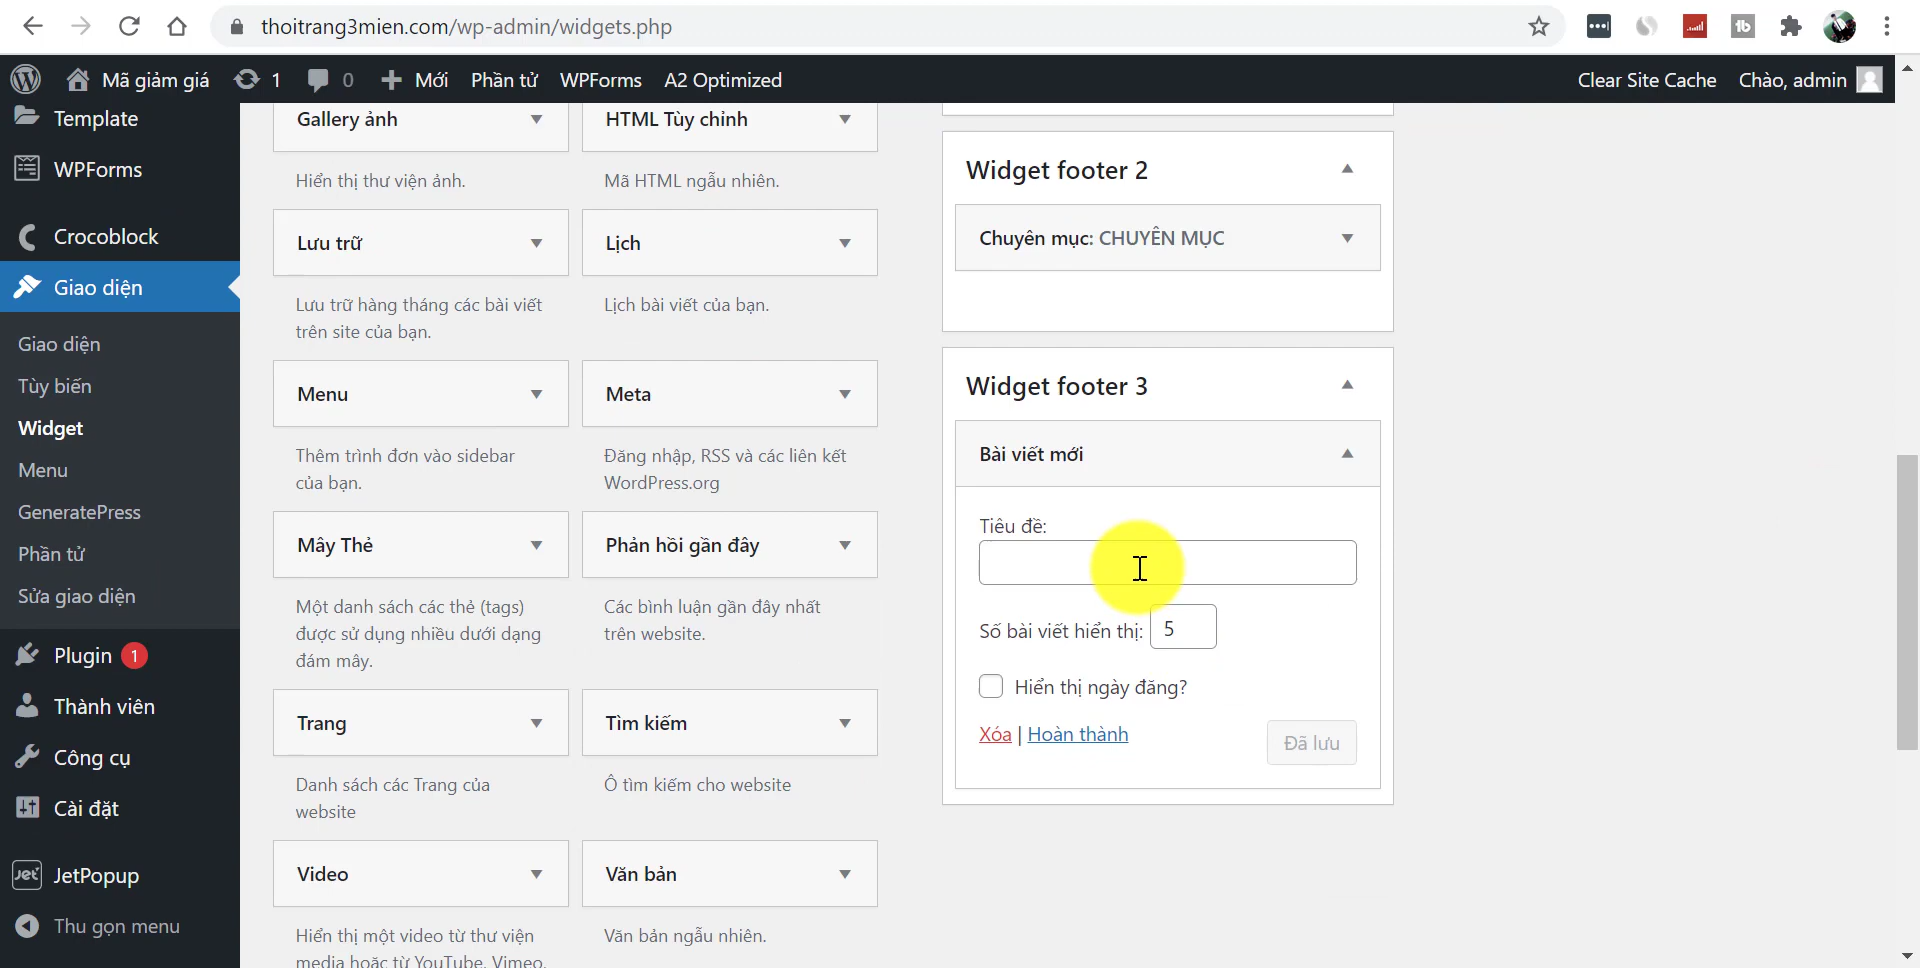 thoitrang3mien.com/wp-admin/widgets.php
Mã giảm giá
1
0
Mới
Phần tử
WPForms
A2 Optimized
Clear Site Cache
Chào, admin
Template
WPForms
Crocoblock
Giao diện
Giao diện
Tùy biến
Widget
Menu
GeneratePress
Phần tử
Sửa giao diện
Plugin 1
Thành viên
Công cụ
Cài đặt
Jet JetPopup
Thu gọn menu
Gallery ảnh
Hiển thị thư viện ảnh.
Lưu trữ
Lưu trữ hàng tháng các bài viết
trên site của bạn.
Menu
Thêm trình đơn vào sidebar
của bạn.
Mây Thẻ
Một danh sách các thẻ (tags)
được sử dụng nhiều dưới dạng
đám mây.
Trang
Danh sách các Trang của
website
Video
Hiển thị một video từ thư viện
media hoặc từ YouTube, Vimeo,
HTML Tùy chỉnh
Mã HTML ngẫu nhiên.
Lịch
Lịch bài viết của bạn.
Meta
Đăng nhập, RSS và các liên kết
WordPress.org
Phản hồi gần đây
Các bình luận gần đây nhất
trên website.
Tìm kiếm
Ô tìm kiếm cho website
Văn bản
Văn bản ngẫu nhiên.
Widget footer 2
Chuyên mục: CHUYÊN MỤC
Widget footer 3
Bài viết mới
Tiêu đề:
Số bài viết hiển thị: 5
Hiển thị ngày đăng?
Xóa | Hoàn thành
Đã lưu